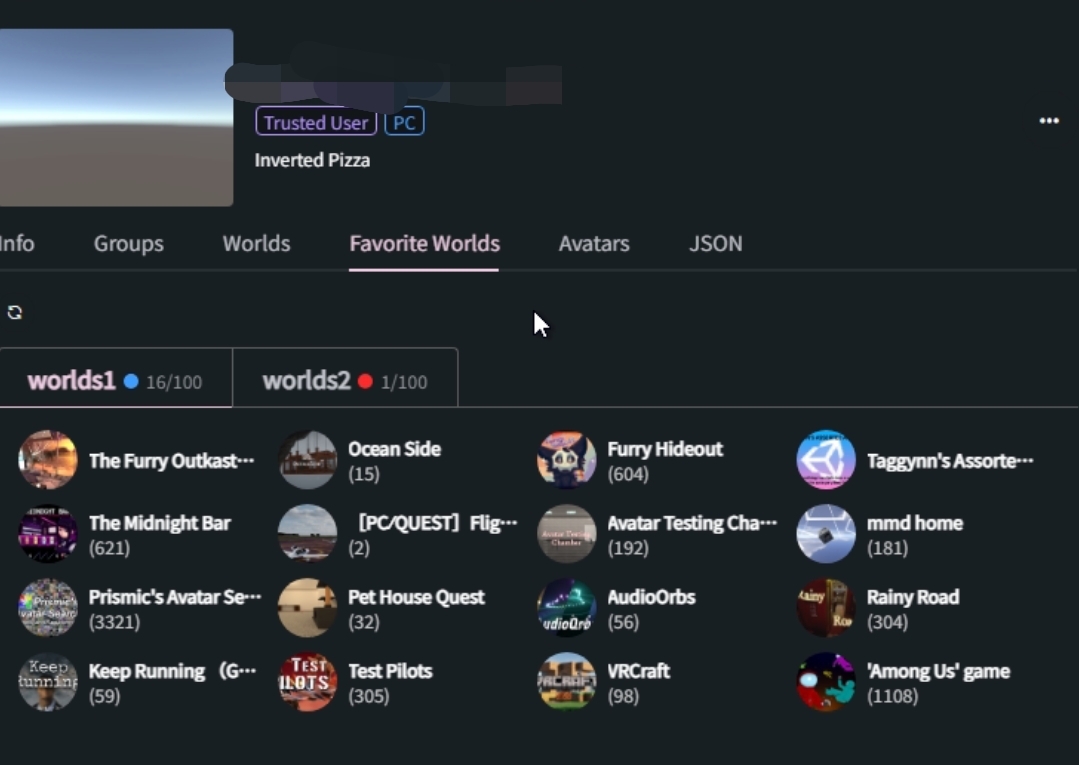 Trusted User PC
Inverted Pizza
Info Groups Worlds Favorite Worlds Avatars JSON
worlds1 16/100 worlds2 1/100
The Furry Outkast···
Ocean Side
(15)
Furry Hideout
(604)
Taggynn's Assorte···
The Midnight Bar
(621)
［PC/QUEST］Flig···
(2)
Avatar Testing Cha···
(192)
mmd home
(181)
Prismic's Avatar Se···
(3321)
Pet House Quest
(32)
AudioOrbs
(56)
Rainy Road
(304)
Keep Running （G···
(59)
Test Pilots
(305)
VRCraft
(98)
'Among Us' game
(1108)